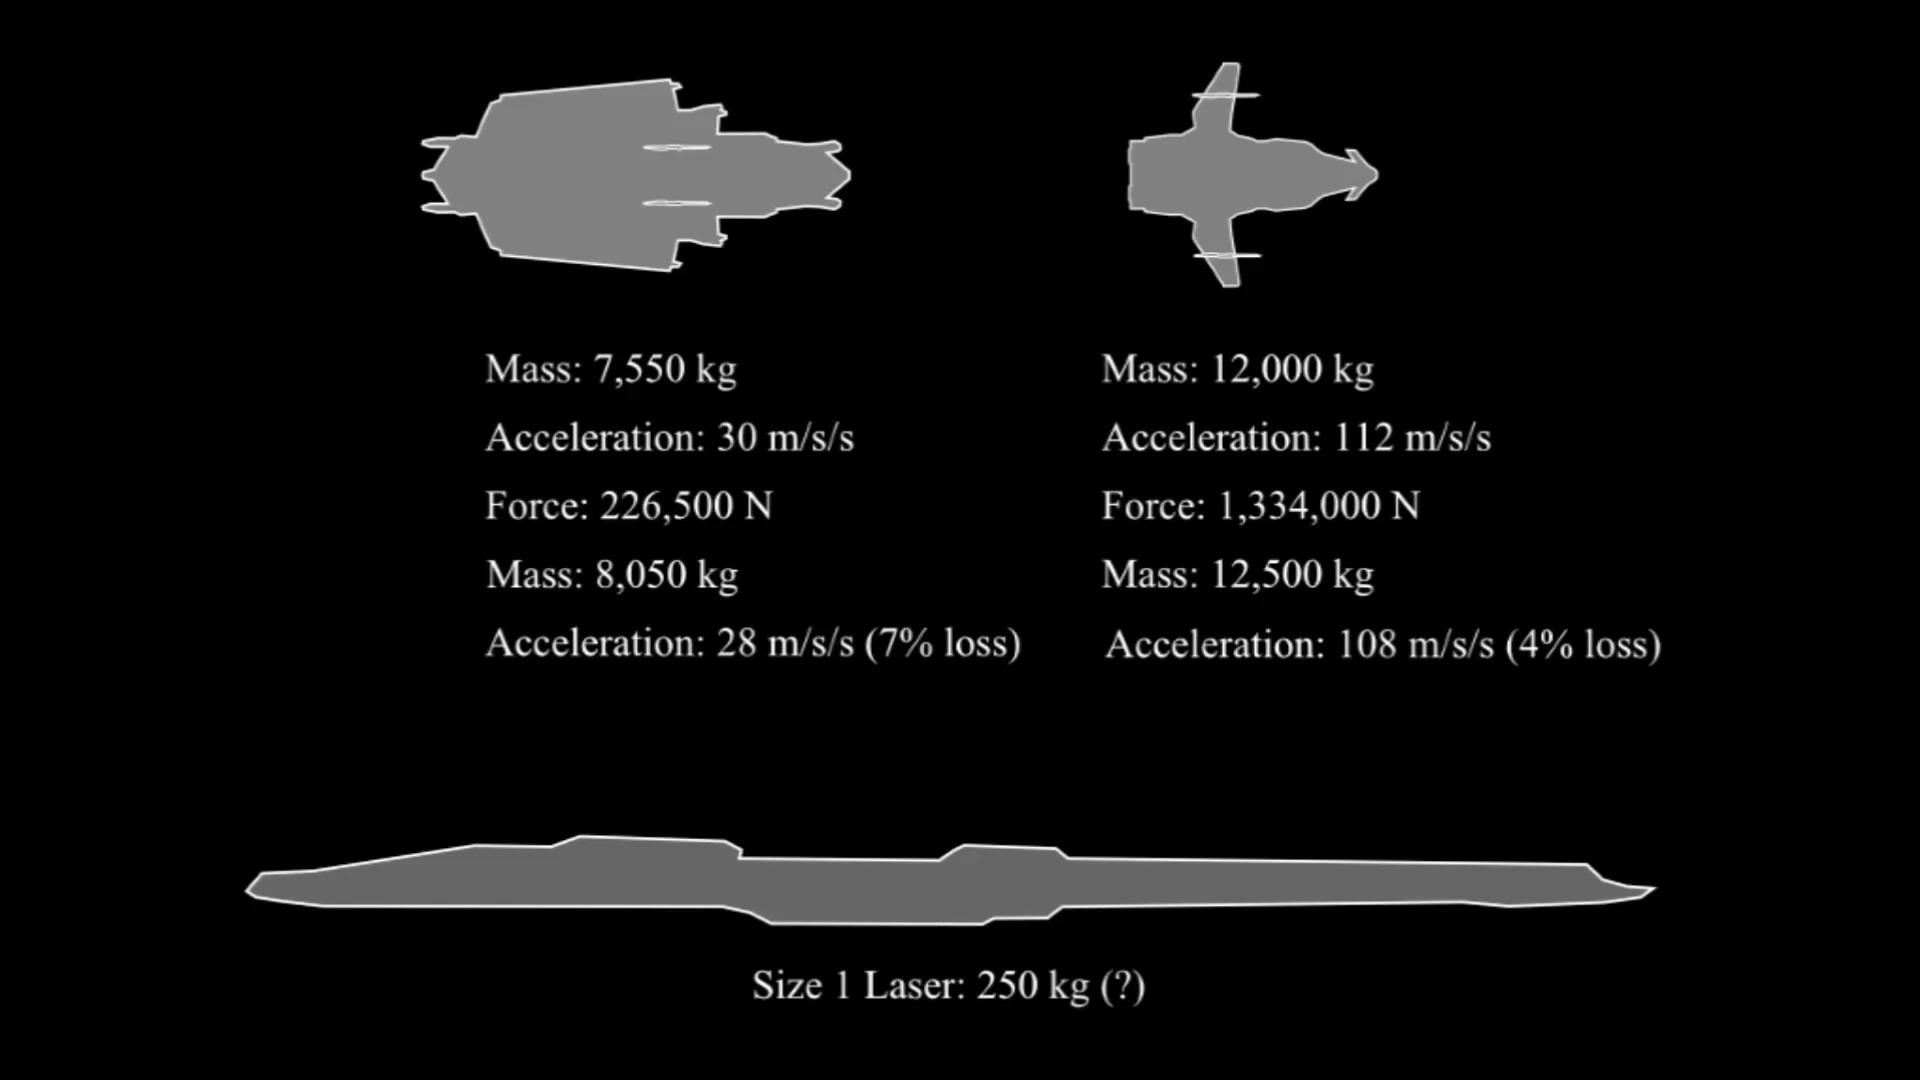 Mass: 7,550 kg
Acceleration: 30 m/s/s
Force: 226,500 N
Mass: 8,050 kg
Acceleration: 28 m/s/s (7% loss)
Mass: 12,000 kg
Acceleration: 112 m/s/s
Force: 1,334,000 N
Mass: 12,500 kg
Acceleration: 108 m/s/s (4% loss)
Size 1 Laser: 250 kg (?)